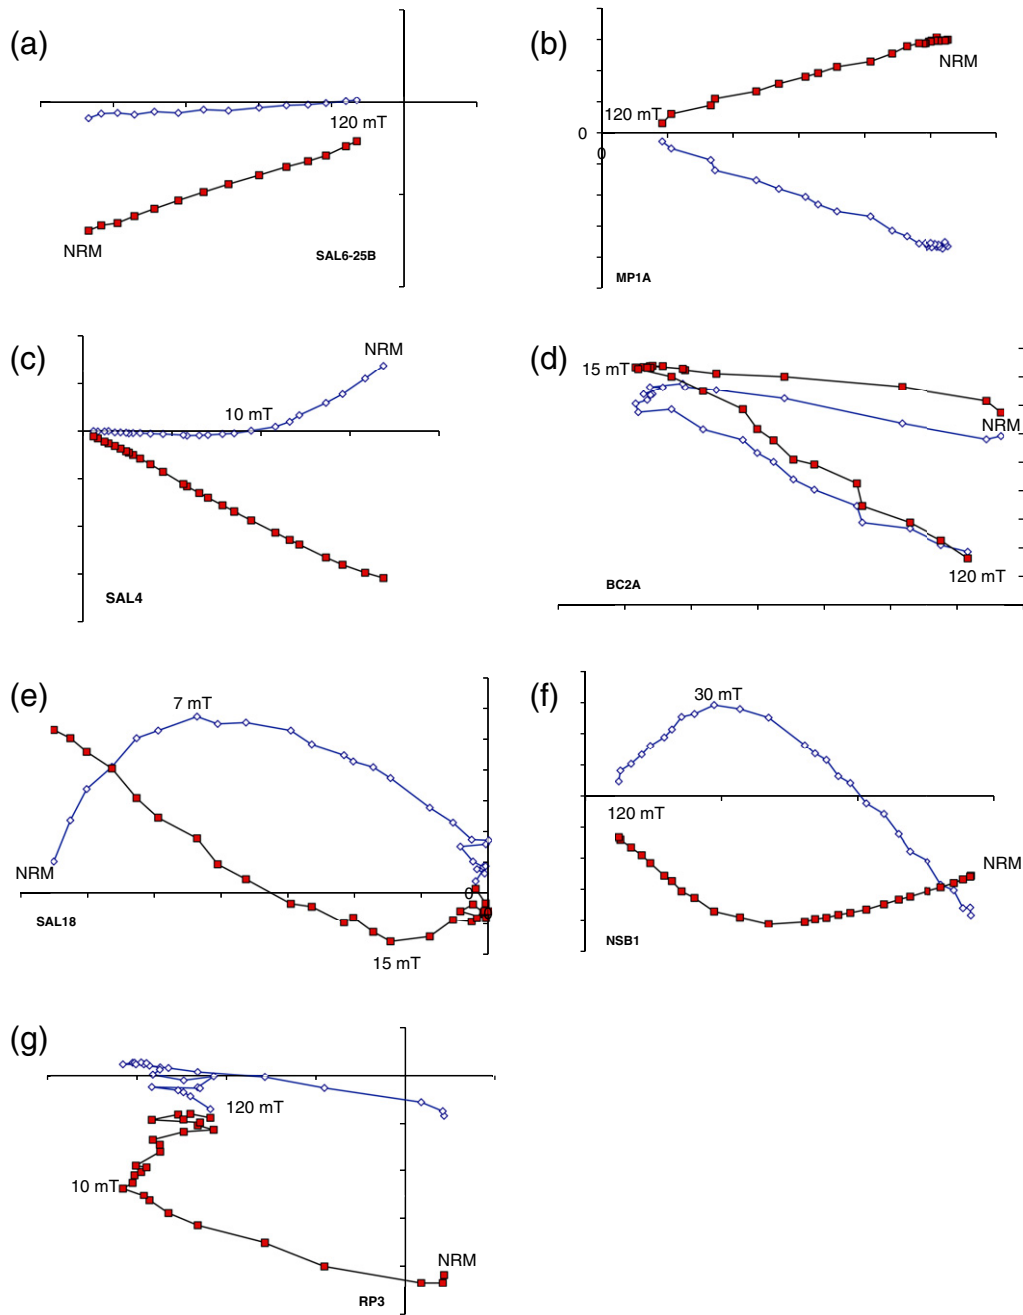 (a)
120 mT
NRM
SAL6-25B
(b)
NRM
120 mT
0
0
MP1A
(c)
NRM
10 mT
SAL4
(d)
15 mT
NRM
120 mT
BC2A
(e)
7 mT
NRM
0
SAL18
15 mT
(f)
30 mT
120 mT
NRM
NSB1
(g)
120 mT
10 mT
NRM
RP3